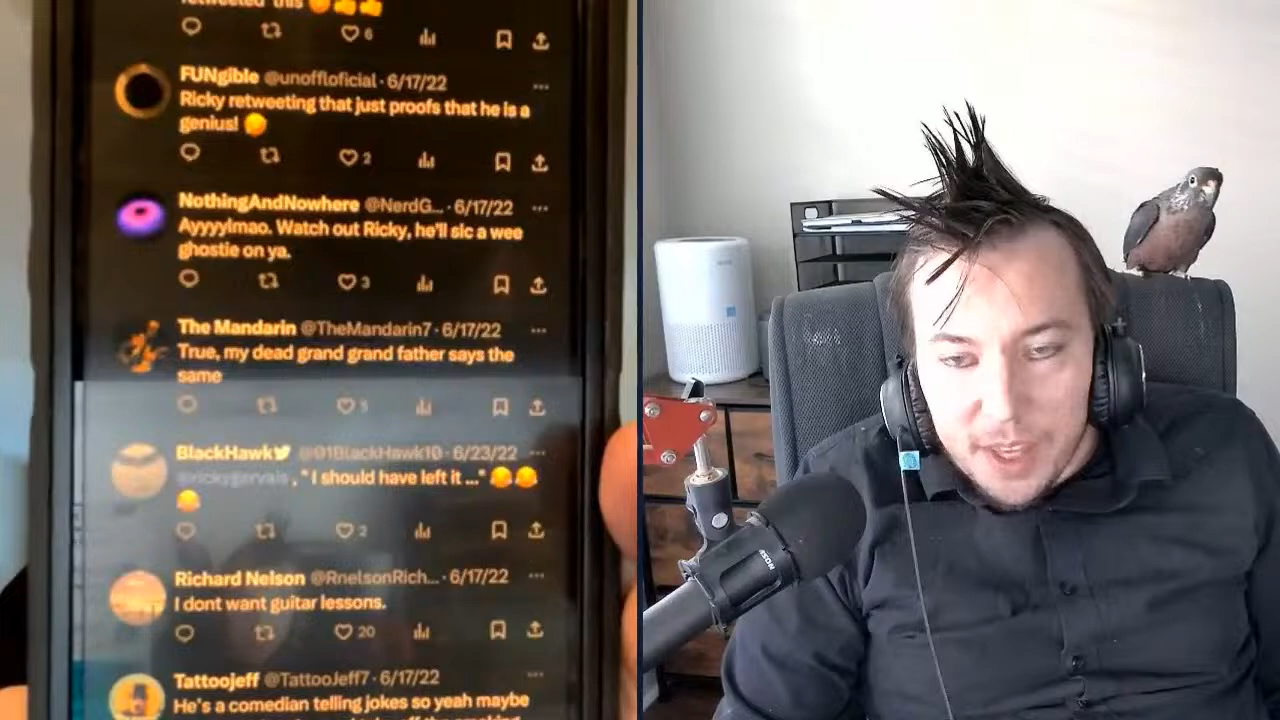 retweeted this
6
FUNgible @unoffloficial · 6/17/22
Ricky retweeting that just proofs that he is a
genius!
2
NothingAndNowhere @NerdG... · 6/17/22
Ayyyylmao. Watch out Ricky, he'll sic a wee
ghostie on ya.
3
The Mandarin @TheMandarin7 · 6/17/22
True, my dead grand grand father says the
same
5
BlackHawk @01BlackHawk10 · 6/23/22
@rickygervais , " I should have left it ..."
2
Richard Nelson @RnelsonRich... · 6/17/22
I dont want guitar lessons.
20
Tattoojeff @TattooJeff7 · 6/17/22
He's a comedian telling jokes so yeah maybe